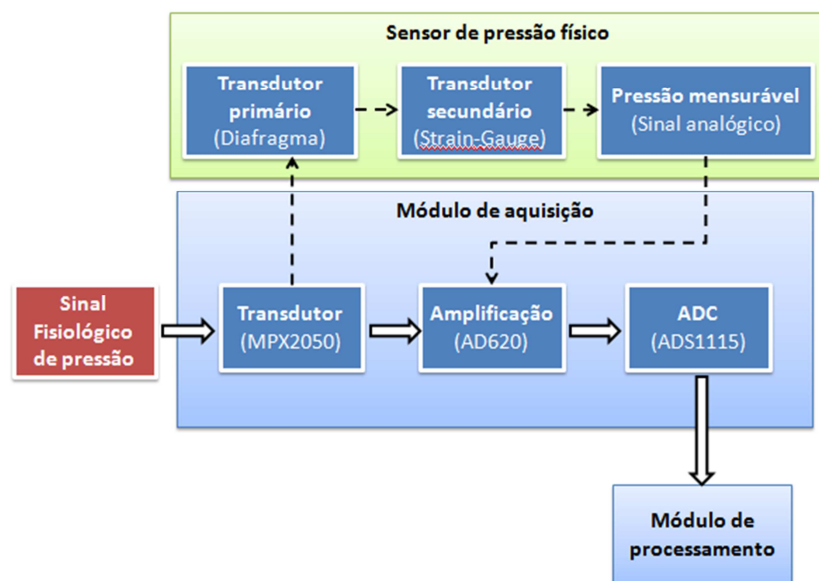 Sensor de pressão físico
Transdutor
primário
(Diafragma)
Transdutor
secundário
(Strain-Gauge)
Pressão mensurável
(Sinal analógico)
Módulo de aquisição
Sinal
Fisiológico
de pressão
Transdutor
(MPX2050)
Amplificação
(AD620)
ADC
(ADS1115)
Módulo de
processamento